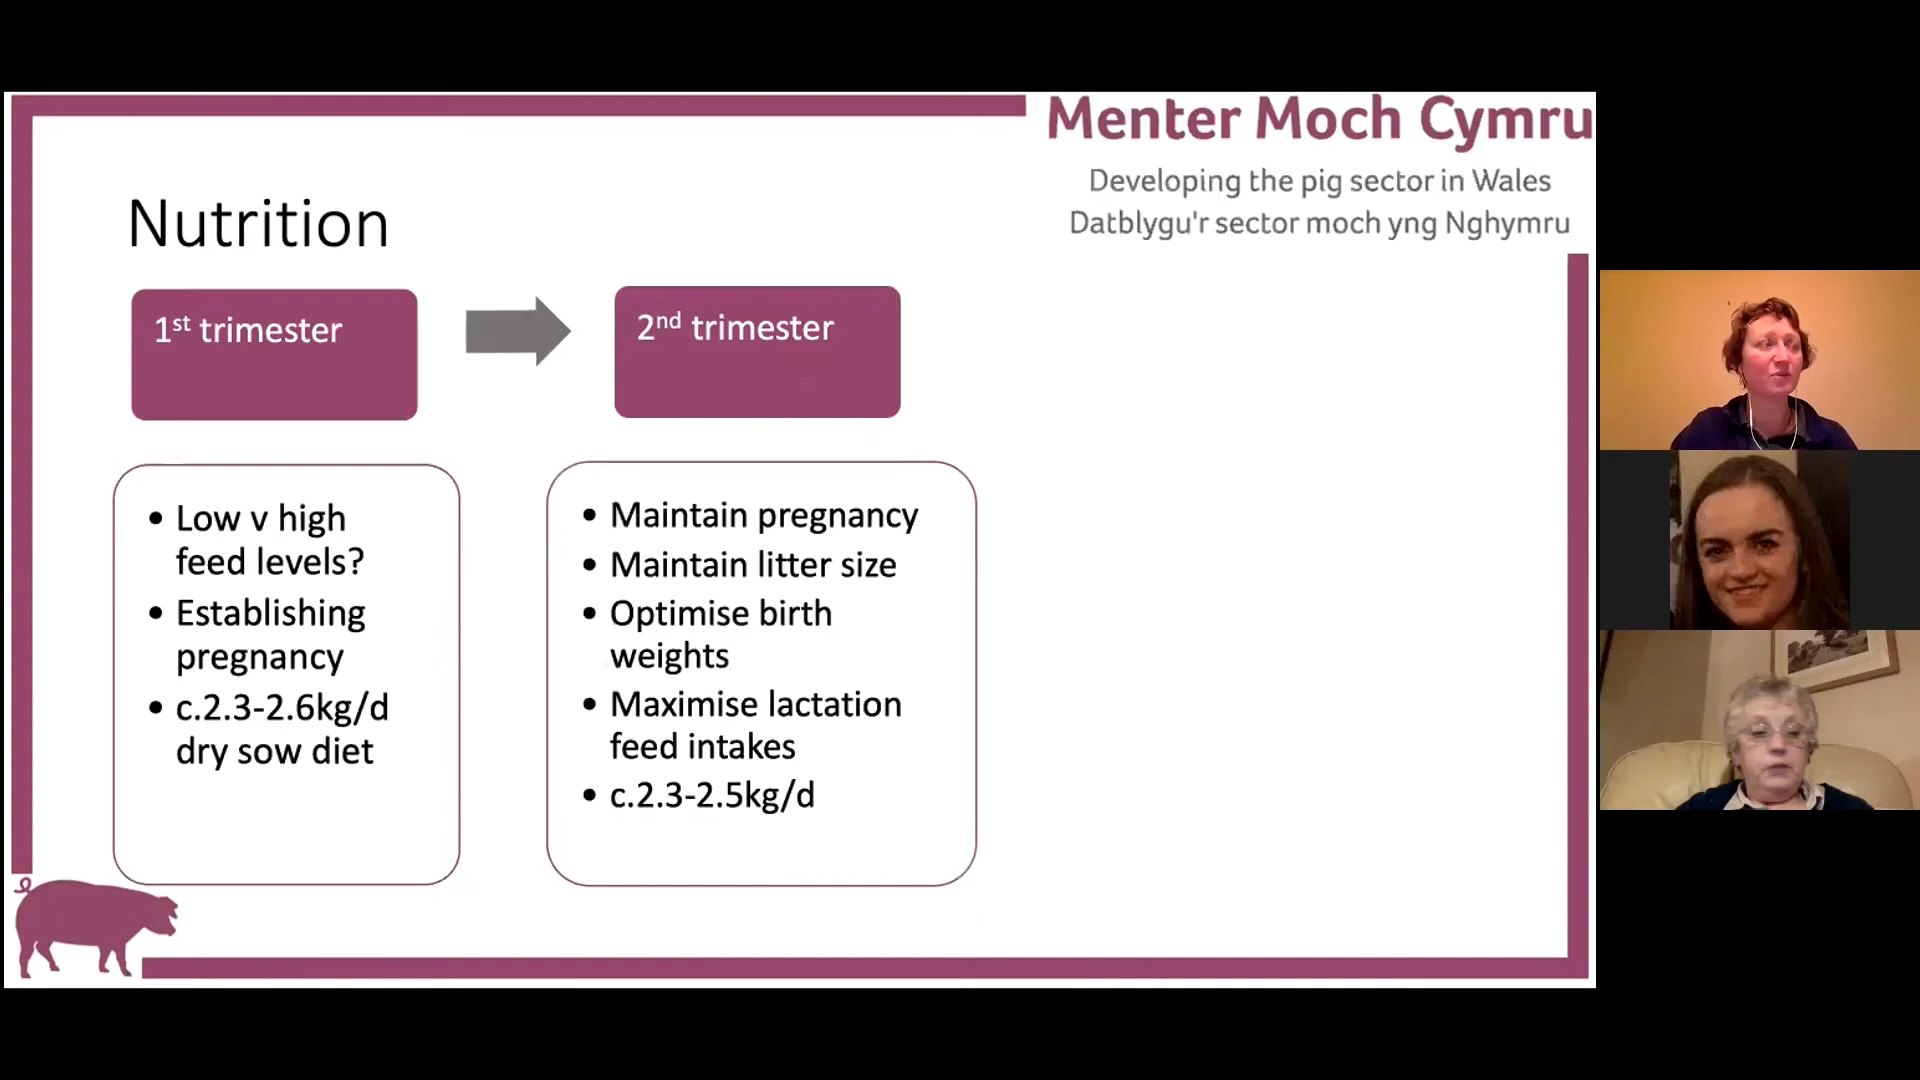 Menter Moch Cymru
Developing the pig sector in Wales
Datblygu'r sector moch yng Nghymru
Nutrition
1st trimester
2nd trimester
• Low v high
feed levels?
• Establishing
pregnancy
• c.2.3-2.6kg/d
dry sow diet
• Maintain pregnancy
• Maintain litter size
• Optimise birth
weights
• Maximise lactation
feed intakes
• c.2.3-2.5kg/d